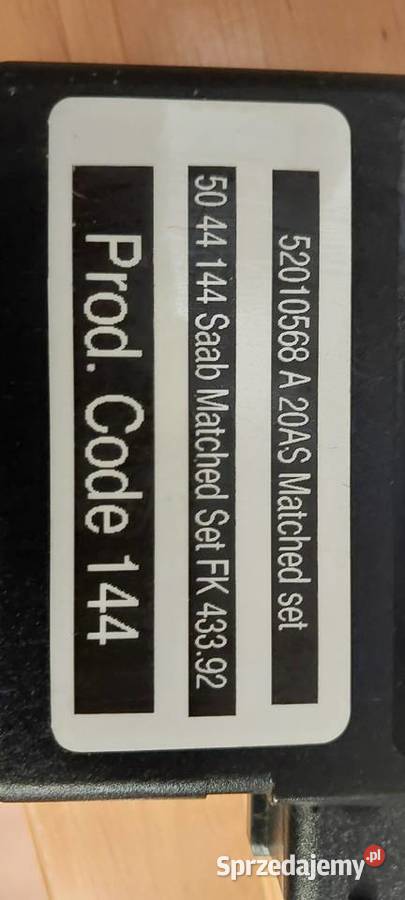 52010568 A 20AS Matched set
50 44 144 Saab Matched Set FK 433.92
Prod. Code 144
Sprzedajemy.pl